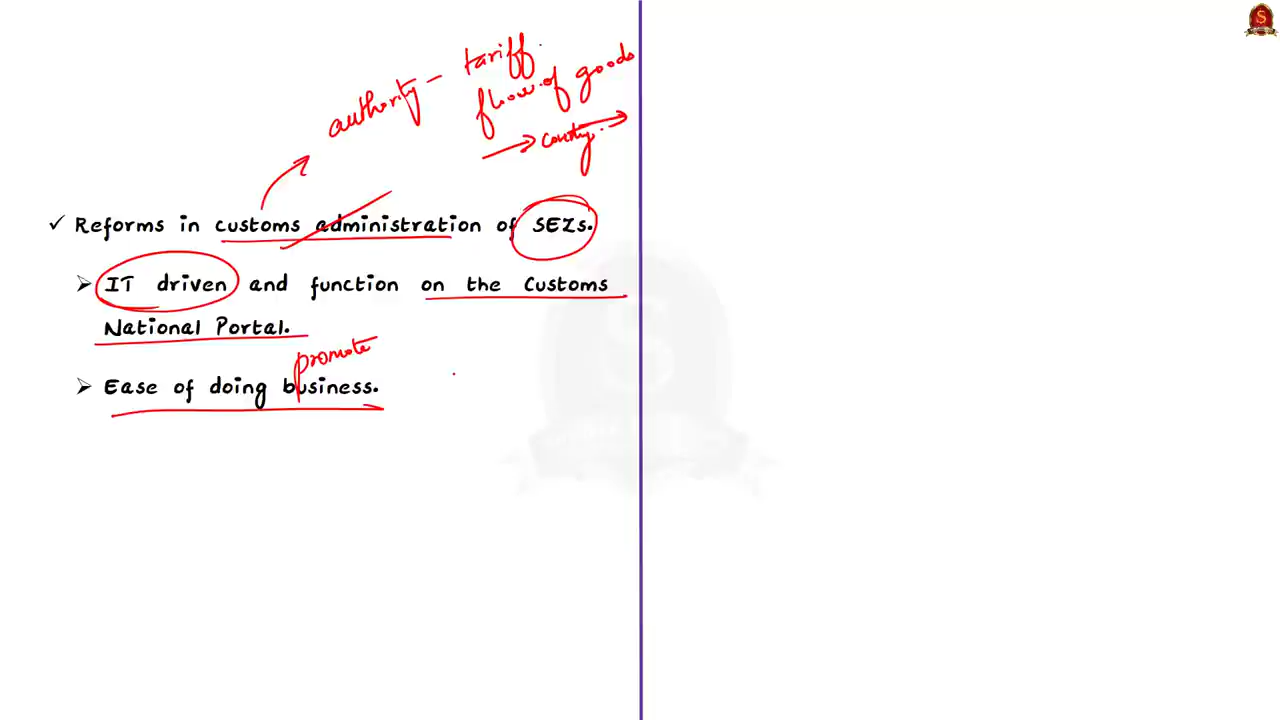 authority - tariff
flow of goods
country
✓ Reforms in customs administration of SEZs.
➢ IT driven and function on the Customs
National Portal.
promote
➢ Ease of doing business.